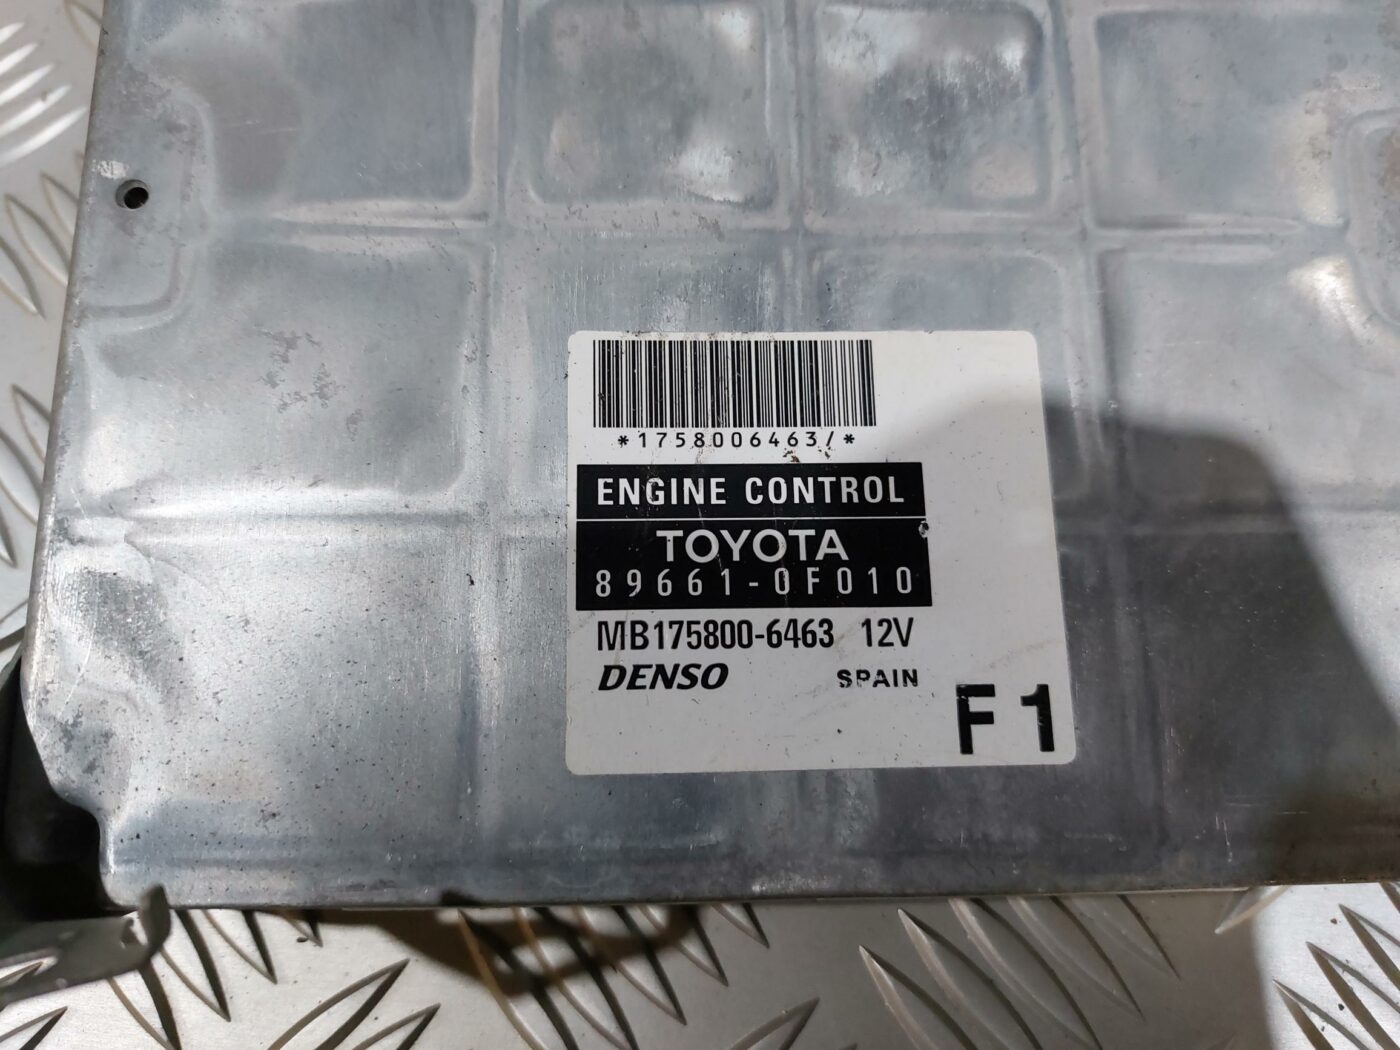 *1758006463/*
ENGINE CONTROL
TOYOTA
89661-0F010
MB175800-6463 12V
DENSO SPAIN
F1